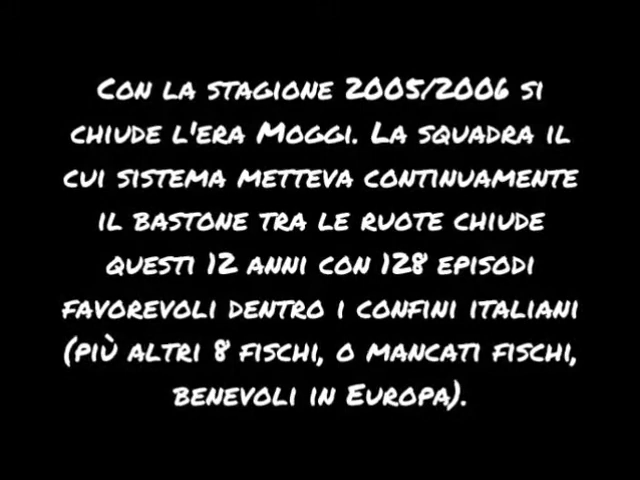 Con la stagione 2005/2006 si
chiude l'era Moggi. La squadra il
cui sistema metteva continuamente
il bastone tra le ruote chiude
questi 12 anni con 128 episodi
favorevoli dentro i confini italiani
(più altri 8 fischi, o mancati fischi,
benevoli in Europa).